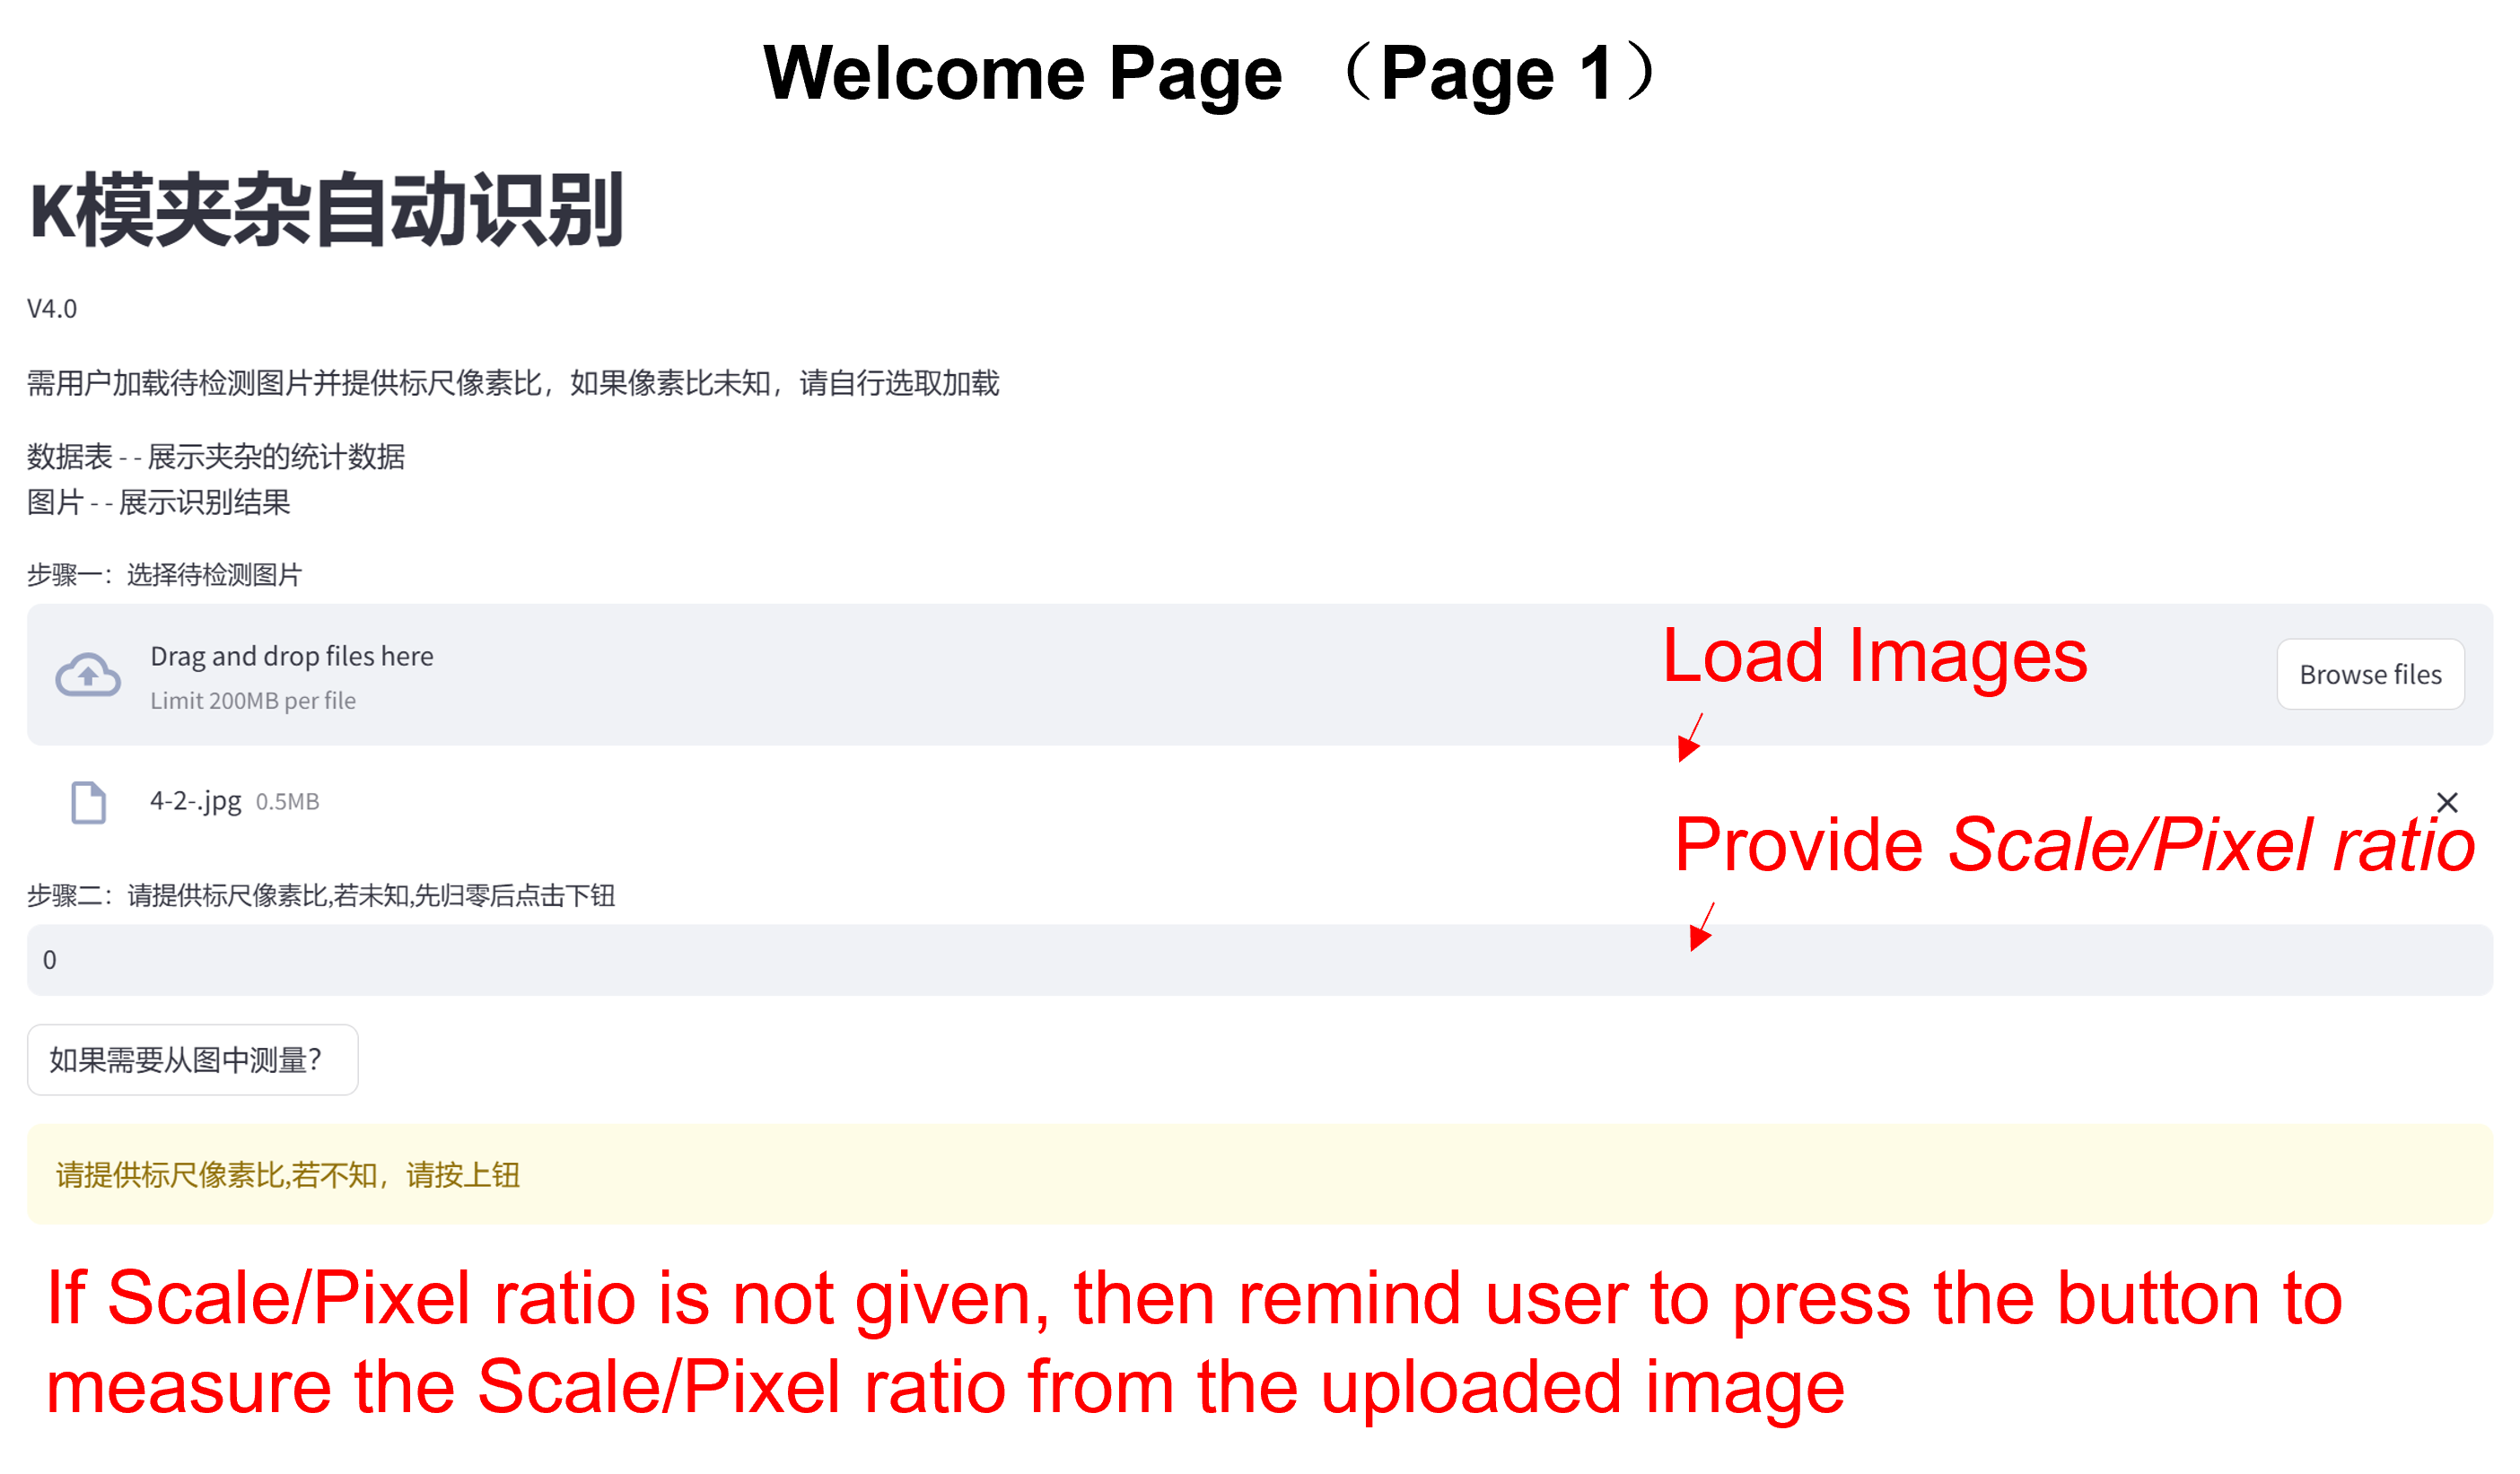 Welcome Page （Page 1）
K模夹杂自动识别
V4.0
需用户加载待检测图片并提供标尺像素比，如果像素比未知，请自行选取加载
数据表 - - 展示夹杂的统计数据
图片 - - 展示识别结果
步骤一：选择待检测图片
Drag and drop files here
Limit 200MB per file
Load Images
Browse files
4-2-.jpg 0.5MB
Provide Scale/Pixel ratio
步骤二：请提供标尺像素比,若未知,先归零后点击下钮
0
如果需要从图中测量？
请提供标尺像素比,若不知，请按上钮
If Scale/Pixel ratio is not given, then remind user to press the button to
measure the Scale/Pixel ratio from the uploaded image